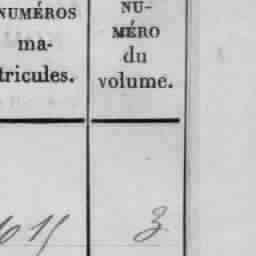 NUMÉROS
ma-
tricules.
NU-
MÉRO
du
volume.
3